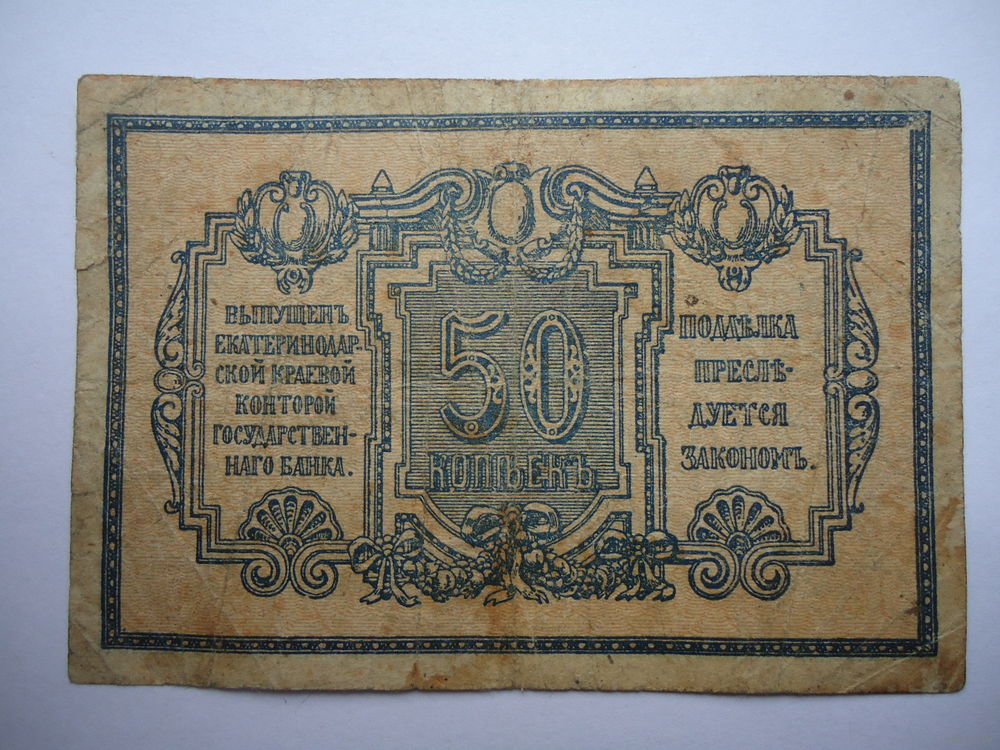 ВЫПУЩЕНЪ
ЕКАТЕРИНОДАР-
СКОЙ КРАЕВОЙ
КОНТОРОЙ
ГОСУДАРСТВЕН-
НАГО БАНКА.
50
КОПѢЕКЪ
ПОДДѢЛКА
ПРЕСЛѢ-
ДУЕТСЯ
ЗАКОНОМЪ.